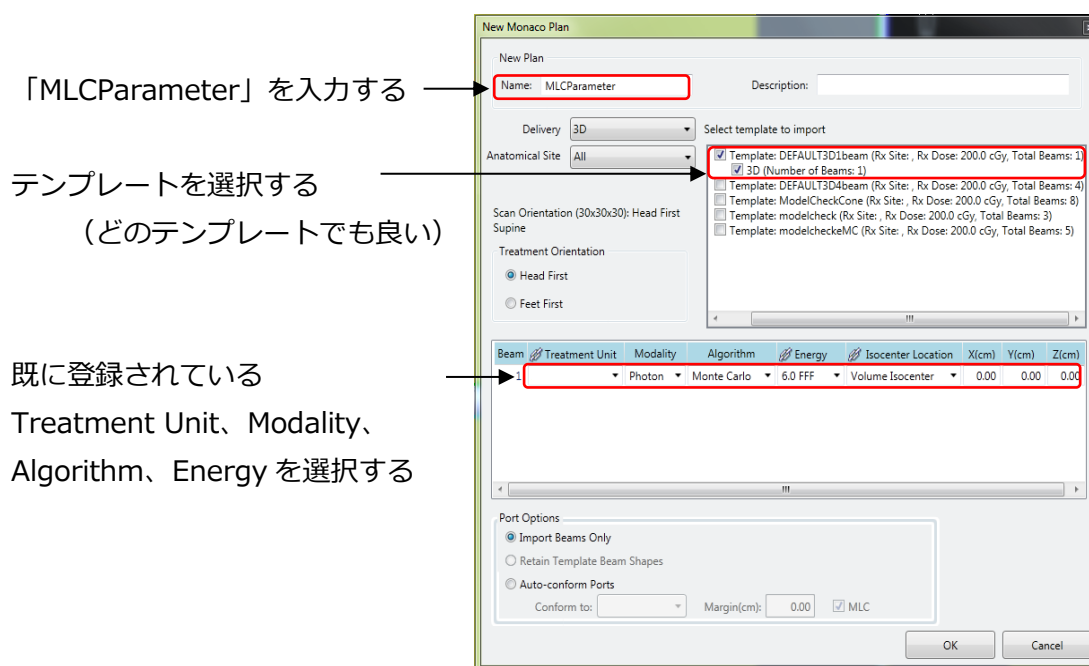 「MLCParameter」を入力する
テンプレートを選択する
（どのテンプレートでも良い）
既に登録されている
Treatment Unit、Modality、
Algorithm、Energy を選択する
New Monaco Plan
New Plan
Name: MLCParameter Description:
Delivery 3D Select template to import
Anatomical Site All
Template: DEFAULT3D1beam (Rx Site: , Rx Dose: 200.0 cGy, Total Beams: 1)
3D (Number of Beams: 1)
Template: DEFAULT3D4beam (Rx Site: , Rx Dose: 200.0 cGy, Total Beams: 4)
Template: ModelCheckCone (Rx Site: , Rx Dose: 200.0 cGy, Total Beams: 8)
Template: modelcheck (Rx Site: , Rx Dose: 200.0 cGy, Total Beams: 3)
Template: modelcheckeMC (Rx Site: , Rx Dose: 200.0 cGy, Total Beams: 5)
Scan Orientation (30x30x30): Head First
Supine
Treatment Orientation
Head First
Feet First
Beam Treatment Unit Modality Algorithm Energy Isocenter Location X(cm) Y(cm) Z(cm)
1 Photon Monte Carlo 6.0 FFF Volume Isocenter 0.00 0.00 0.00
Port Options
Import Beams Only
Retain Template Beam Shapes
Auto-conform Ports
Conform to: Margin(cm): 0.00 MLC
OK Cancel